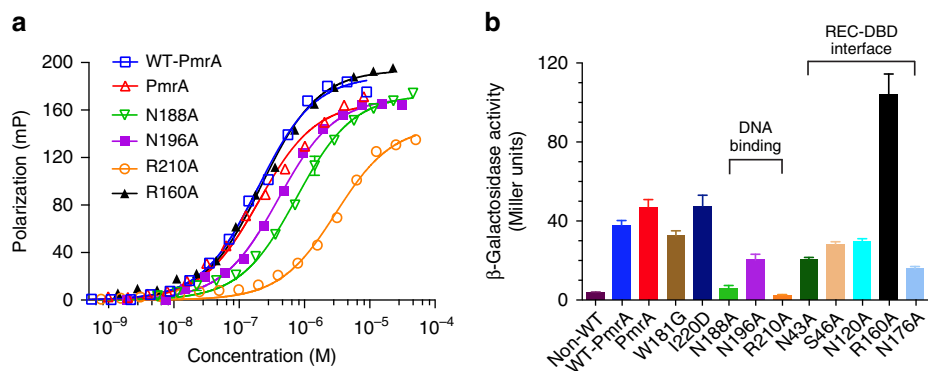 a
200
160
120
80
40
0
Polarization (mP)
WT-PmrA
PmrA
N188A
N196A
R210A
R160A
10⁻⁹
10⁻⁸
10⁻⁷
10⁻⁶
10⁻⁵
10⁻⁴
Concentration (M)
b
REC-DBD
interface
DNA
binding
120
80
40
0
β-Galactosidase activity
(Miller units)
Non-WT
WT-PmrA
PmrA
W181G
I220D
N188A
N196A
R210A
N43A
S46A
N120A
R160A
N176A